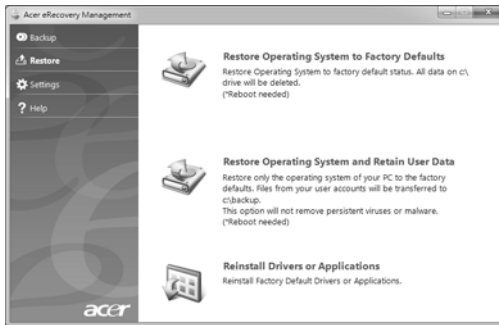 Acer eRecovery Management
Backup
Restore
Settings
Help
Restore Operating System to Factory Defaults
Restore Operating System to factory default status. All data on c:\
drive will be deleted.
(*Reboot needed)
Restore Operating System and Retain User Data
Restore only the operating system of your PC to the factory
defaults. Files from your user accounts will be transferred to
c:\backup.
This option will not remove persistent viruses or malware.
(*Reboot needed)
Reinstall Drivers or Applications
Reinstall Factory Default Drivers or Applications.
acer